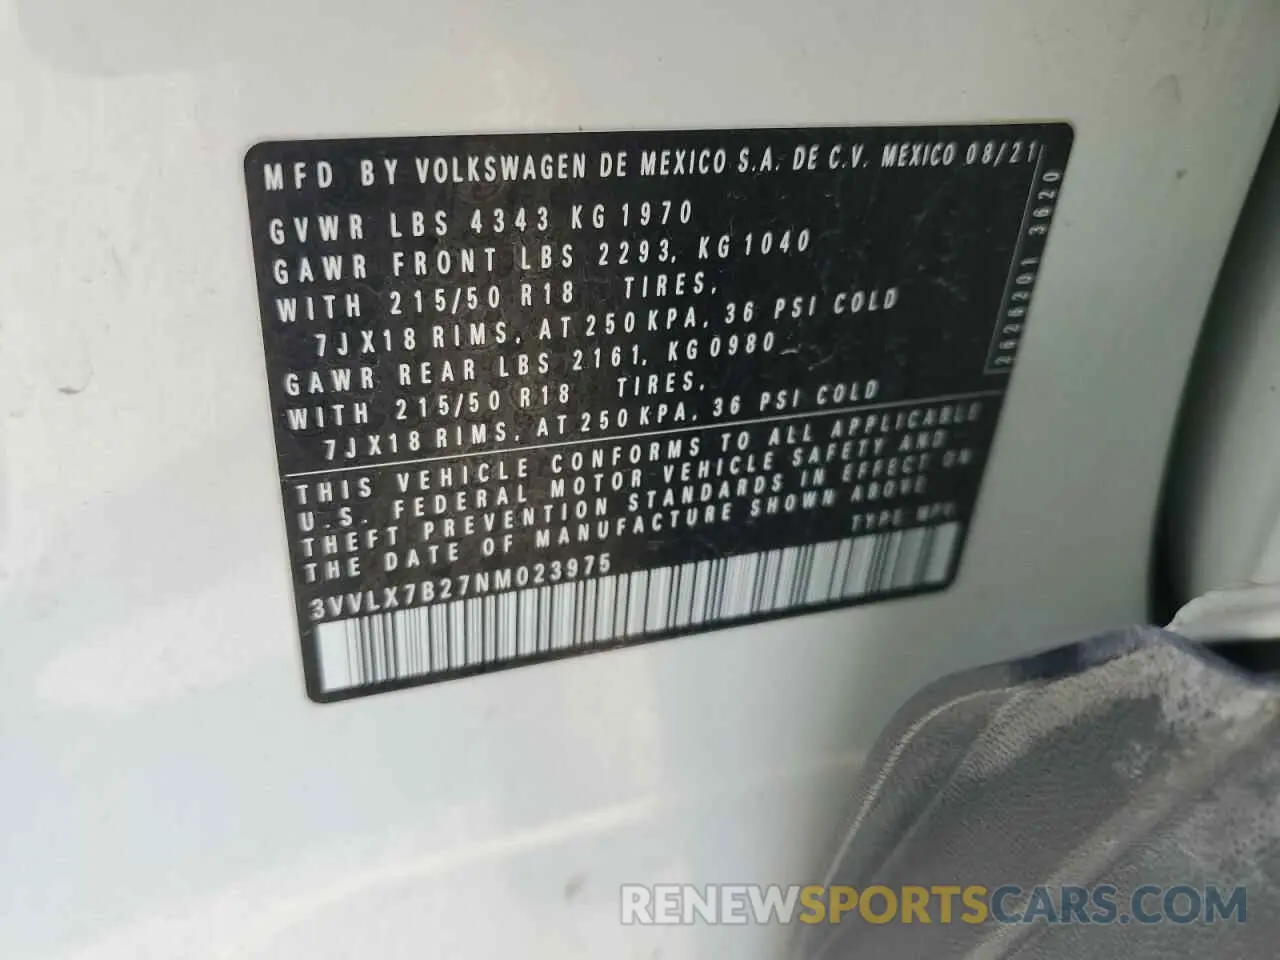 MFD BY VOLKSWAGEN DE MEXICO S.A. DE C.V. MEXICO 08/21
GVWR LBS 4343 KG 1970
GAWR FRONT LBS 2293, KG 1040
WITH 215/50 R18 TIRES,
7JX18 RIMS, AT 250 KPA, 36 PSI COLD
GAWR REAR LBS 2161, KG 0980
WITH 215/50 R18 TIRES,
7JX18 RIMS, AT 250 KPA, 36 PSI COLD
2626201 3620
THIS VEHICLE CONFORMS TO ALL APPLICABLE
U.S. FEDERAL MOTOR VEHICLE SAFETY AND
THEFT PREVENTION STANDARDS IN EFFECT ON
THE DATE OF MANUFACTURE SHOWN ABOVE
TYPE MPV
3VVLX7B27NM023975
RENEWSPORTSCARS.COM